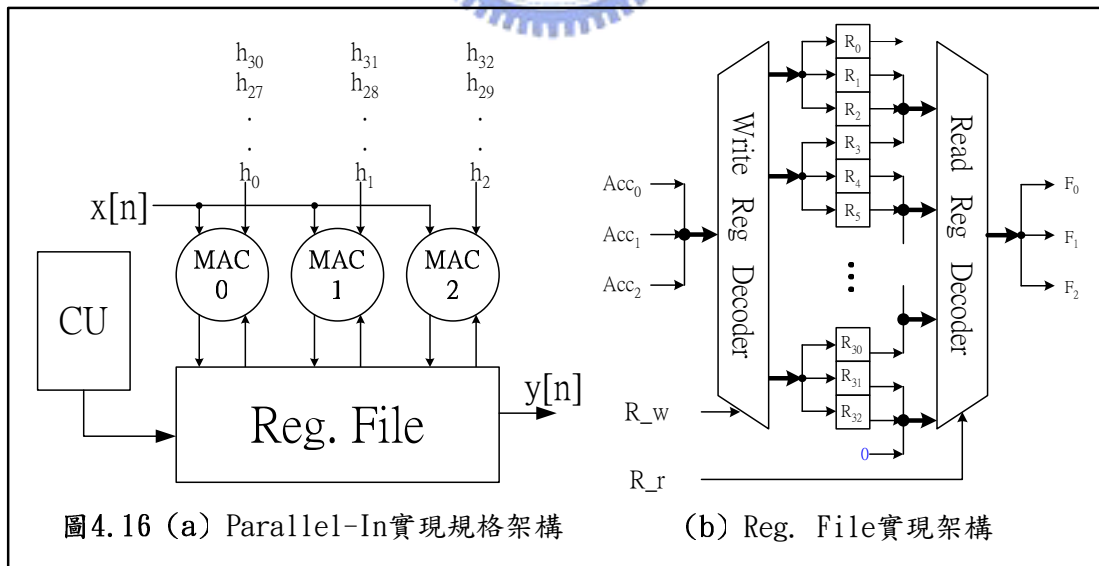 h30 h31 h32
h27 h28 h29
. . .
. . .
h0 h1 h2
x[n]
MAC 0
MAC 1
MAC 2
CU
Reg. File
y[n]
圖4.16 (a) Parallel-In實現規格架構
Acc0
Acc1
Acc2
Write Reg Decoder
R_w
R_r
R0
R1
R2
R3
R4
R5
...
R30
R31
R32
0
Read Reg Decoder
F0
F1
F2
(b) Reg. File實現架構